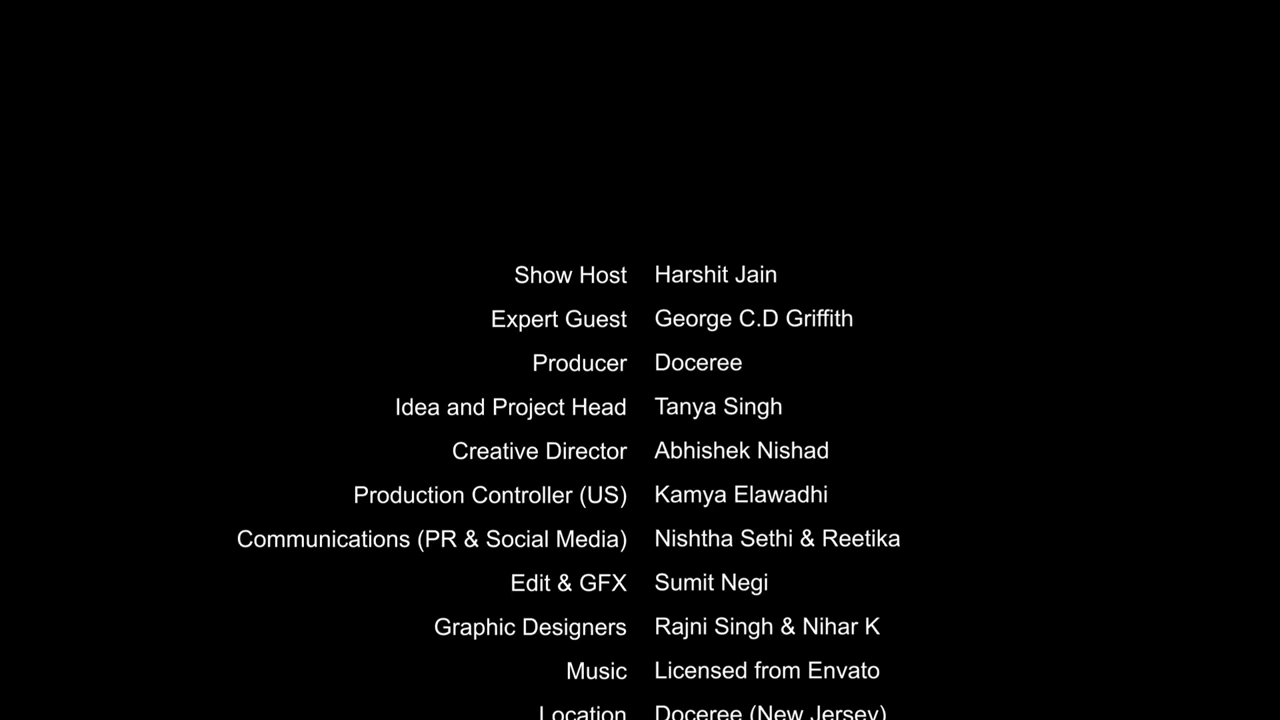 Show Host Harshit Jain
Expert Guest George C.D Griffith
Producer Doceree
Idea and Project Head Tanya Singh
Creative Director Abhishek Nishad
Production Controller (US) Kamya Elawadhi
Communications (PR & Social Media) Nishtha Sethi & Reetika
Edit & GFX Sumit Negi
Graphic Designers Rajni Singh & Nihar K
Music Licensed from Envato
Location Doceree (New Jersey)